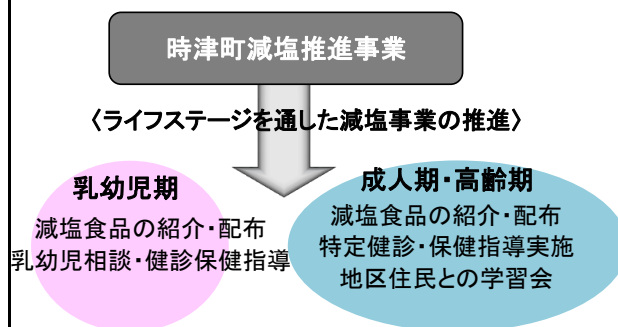 時津町減塩推進事業
〈ライフステージを通した減塩事業の推進〉
乳幼児期
減塩食品の紹介・配布
乳幼児相談・健診保健指導
成人期・高齢期
減塩食品の紹介・配布
特定健診・保健指導実施
地区住民との学習会